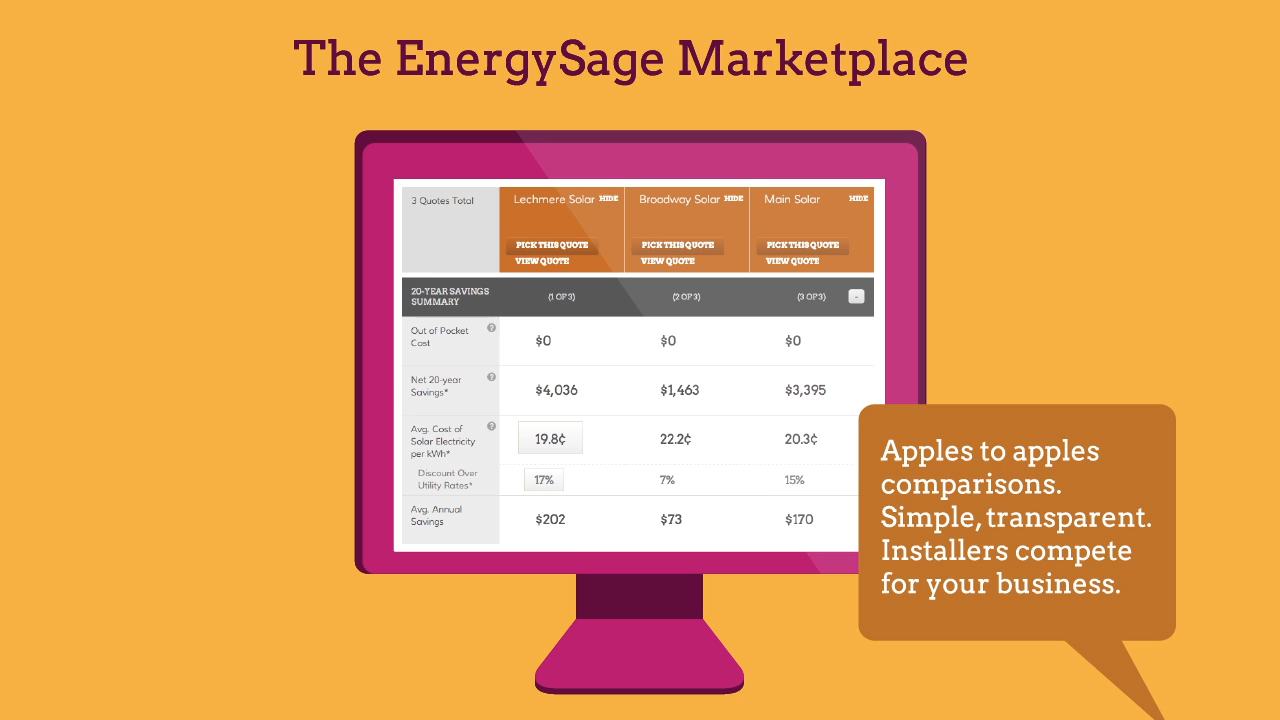 The EnergySage Marketplace
3 Quotes Total
Lechmere Solar HIDE
Broadway Solar HIDE
Main Solar HIDE
PICK THIS QUOTE PICK THIS QUOTE PICK THIS QUOTE
VIEW QUOTE VIEW QUOTE VIEW QUOTE
20-YEAR SAVINGS
SUMMARY
(1 OF 3) (2 OF 3) (3 OF 3) -
Out of Pocket
Cost
?
$0 $0 $0
Net 20-year
Savings*
?
$4,036 $1,463 $3,395
Avg. Cost of
Solar Electricity
per kWh*
?
19.8¢ 22.2¢ 20.3¢
Discount Over
Utility Rates*
17% 7% 15%
Avg. Annual
Savings
$202 $73 $170
Apples to apples
comparisons.
Simple, transparent.
Installers compete
for your business.